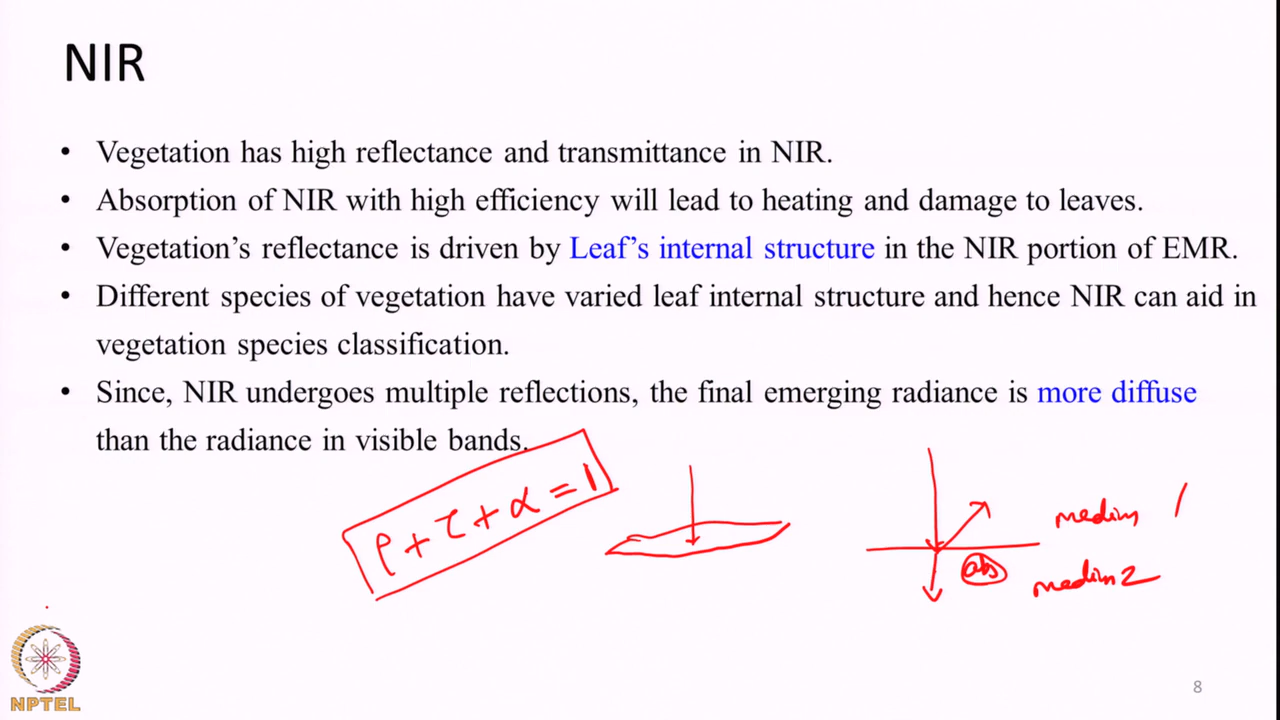 NIR
• Vegetation has high reflectance and transmittance in NIR.
• Absorption of NIR with high efficiency will lead to heating and damage to leaves.
• Vegetation's reflectance is driven by Leaf's internal structure in the NIR portion of EMR.
• Different species of vegetation have varied leaf internal structure and hence NIR can aid in
vegetation species classification.
• Since, NIR undergoes multiple reflections, the final emerging radiance is more diffuse
than the radiance in visible bands.
ρ + τ + α = 1
medim 1
abs
medim 2
NPTEL
8